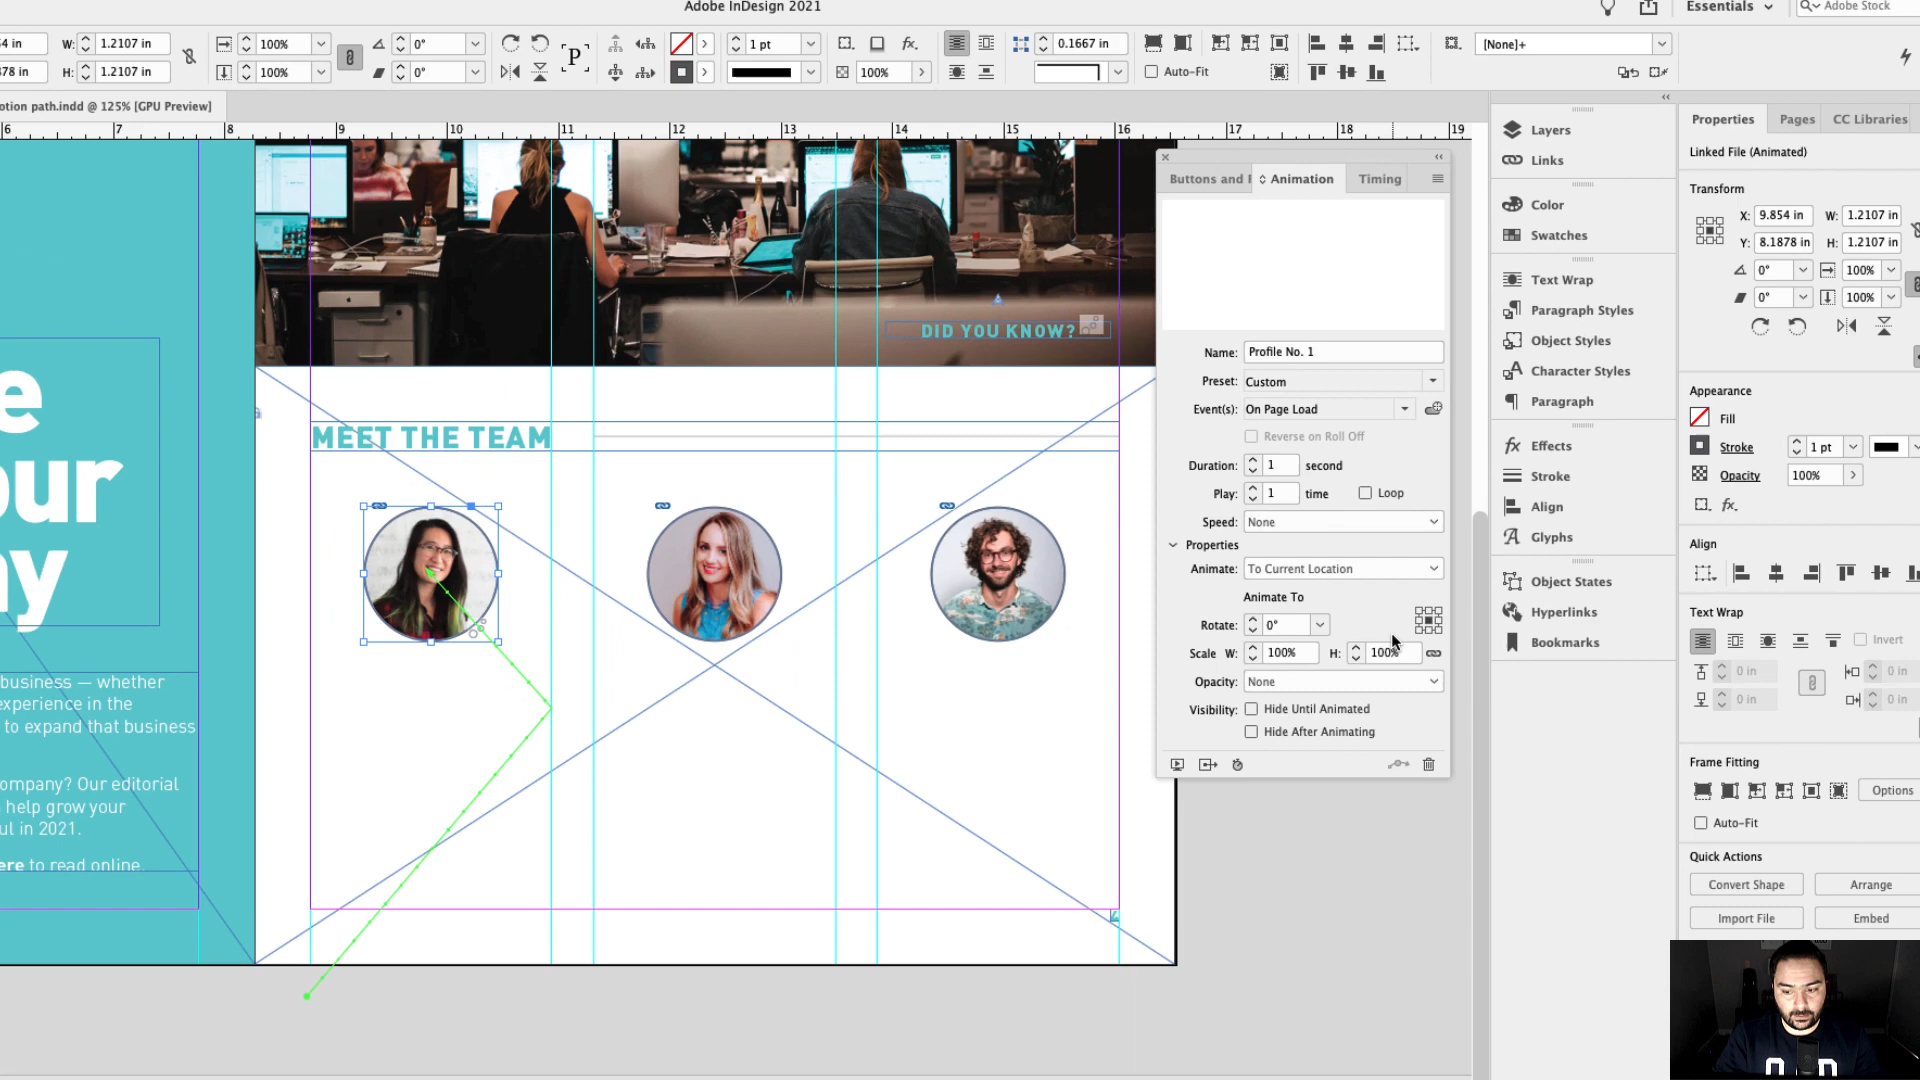 Adobe InDesign 2021
Essentials
Adobe Stock
4 in
W:
1.2107 in
100%
0°
1 pt
0.1667 in
[None]+
878 in
H:
1.2107 in
100%
0°
P
100%
Auto-Fit
otion path.indd @ 125% [GPU Preview]
6 7 8 9 10 11 12 13 14 15 16 17 18 19
e
our
ny
business — whether
experience in the
to expand that business
ompany? Our editorial
help grow your
ul in 2021.
ere to read online.
DID YOU KNOW?
MEET THE TEAM
Animation
Timing
Name:
Profile No. 1
Preset:
Custom
Event(s):
On Page Load
Reverse on Roll Off
Duration:
1
second
Play:
1
time
Loop
Speed:
None
Properties
Animate:
To Current Location
Animate To
Rotate:
0°
Scale W:
100%
H:
100%
Opacity:
None
Visibility:
Hide Until Animated
Hide After Animating
Layers
Links
Color
Swatches
Text Wrap
Paragraph Styles
Object Styles
Character Styles
Paragraph
Effects
Stroke
Align
Glyphs
Object States
Hyperlinks
Bookmarks
Properties
Pages
CC Libraries
Linked File (Animated)
Transform
X:
9.854 in
W:
1.2107 in
Y:
8.1878 in
H:
1.2107 in
0°
100%
0°
100%
Appearance
Fill
Stroke
1 pt
Opacity
100%
fx.
Align
Text Wrap
Invert
0 in
0 in
0 in
0 in
Frame Fitting
Options
Auto-Fit
Quick Actions
Convert Shape
Arrange
Import File
Embed